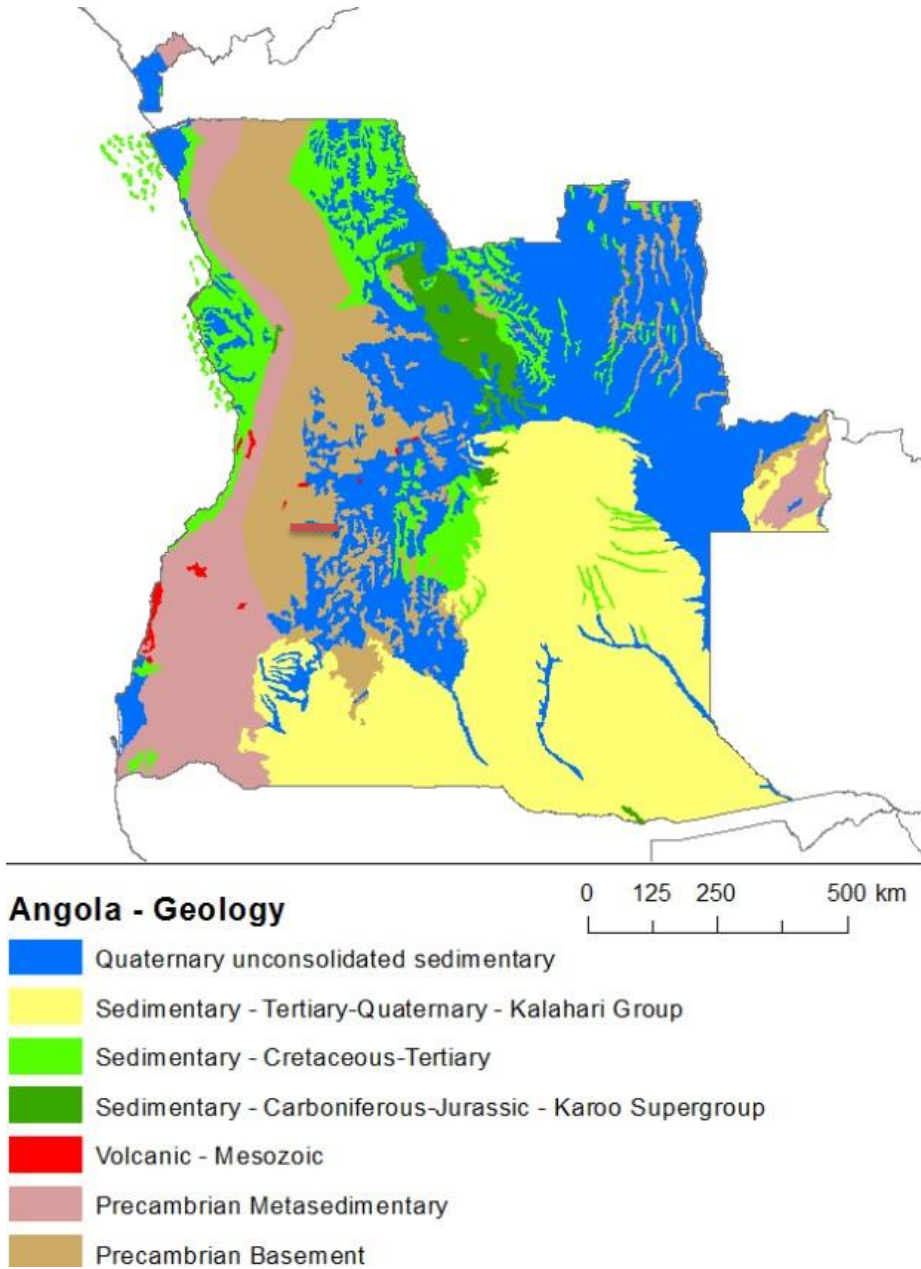 Angola - Geology
0 125 250 500 km
Quaternary unconsolidated sedimentary
Sedimentary - Tertiary-Quaternary - Kalahari Group
Sedimentary - Cretaceous-Tertiary
Sedimentary - Carboniferous-Jurassic - Karoo Supergroup
Volcanic - Mesozoic
Precambrian Metasedimentary
Precambrian Basement